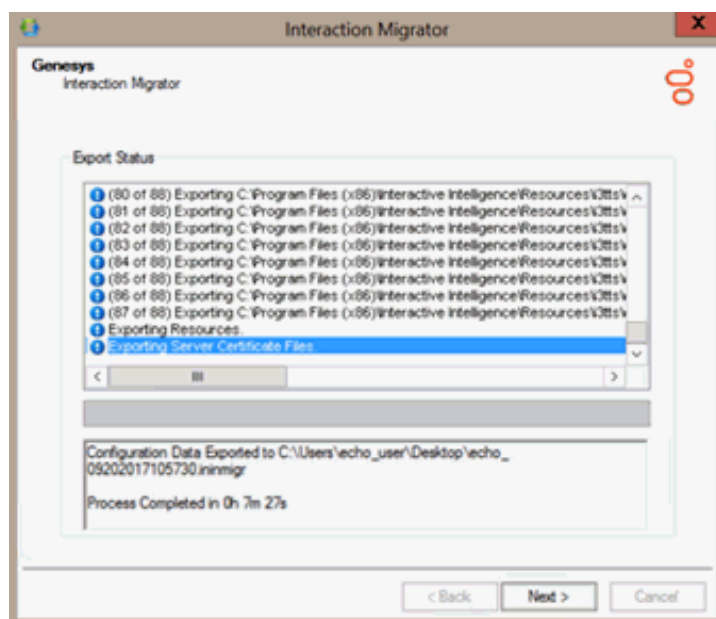 Interaction Migrator
Genesys
Interaction Migrator
Export Status
(80 of 88) Exporting C:\Program Files (x86)\Interactive Intelligence\Resources\i3tts\
(81 of 88) Exporting C:\Program Files (x86)\Interactive Intelligence\Resources\i3tts\
(82 of 88) Exporting C:\Program Files (x86)\Interactive Intelligence\Resources\i3tts\
(83 of 88) Exporting C:\Program Files (x86)\Interactive Intelligence\Resources\i3tts\
(84 of 88) Exporting C:\Program Files (x86)\Interactive Intelligence\Resources\i3tts\
(85 of 88) Exporting C:\Program Files (x86)\Interactive Intelligence\Resources\i3tts\
(86 of 88) Exporting C:\Program Files (x86)\Interactive Intelligence\Resources\i3tts\
(87 of 88) Exporting C:\Program Files (x86)\Interactive Intelligence\Resources\i3tts\
Exporting Resources.
Exporting Server Certificate Files.
Configuration Data Exported to C:\Users\echo_user\Desktop\echo_
09202017105730.ininmigr
Process Completed in 0h 7m 27s
< Back
Next >
Cancel